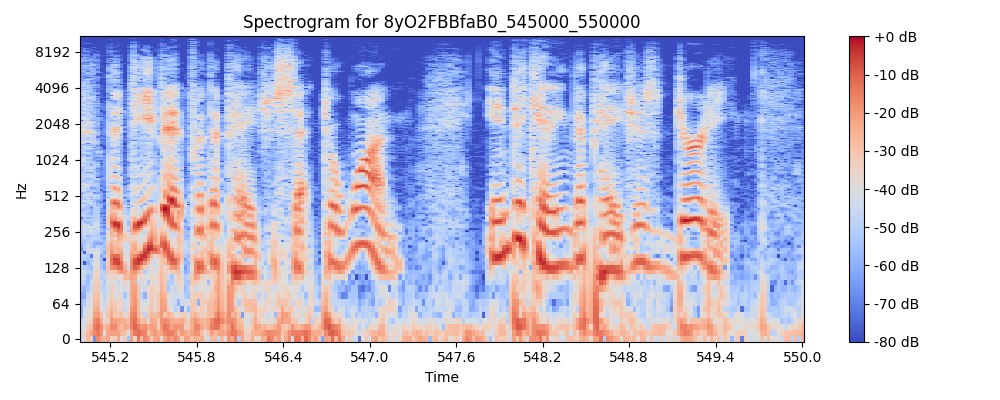 Spectrogram for 8yO2FBBfaB0_545000_550000
8192
4096
2048
1024
512
256
128
64
0
Hz
545.2 545.8 546.4 547.0 547.6 548.2 548.8 549.4 550.0
Time
+0 dB
-10 dB
-20 dB
-30 dB
-40 dB
-50 dB
-60 dB
-70 dB
-80 dB